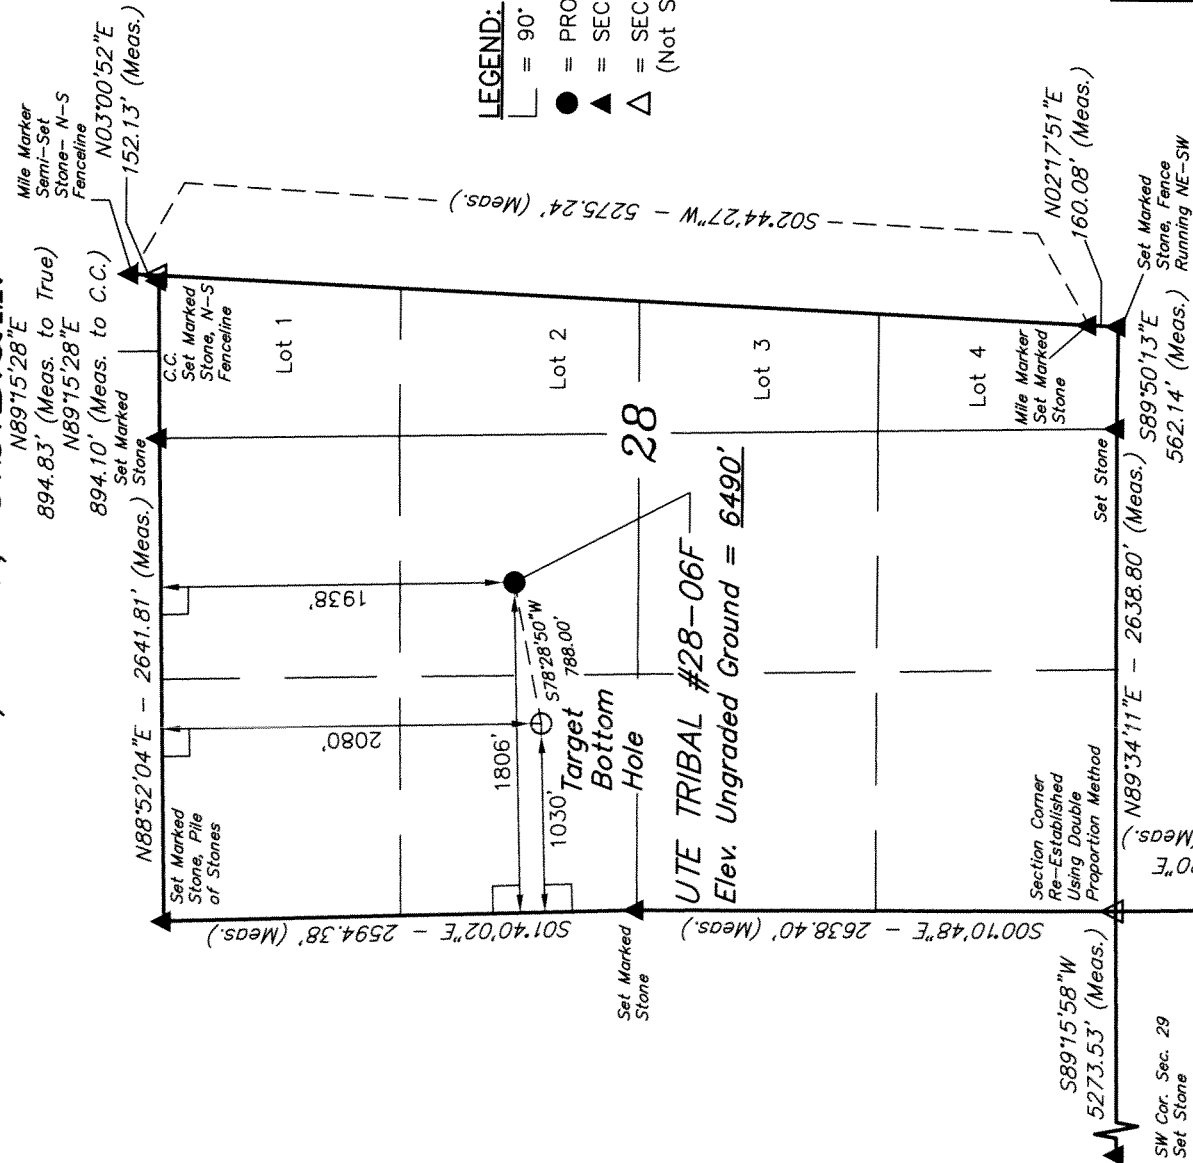 N89°15'28"E
894.83' (Meas. to True)
N89°15'28"E
894.10' (Meas. to C.C.)
Set Marked
Stone
Mile Marker
Semi-Set
Stone- N-S
Fenceline
N03°00'52"E
152.13' (Meas.)
LEGEND:
= 90°
= PRO
= SEC
= SEC
(Not S
N88°52'04"E - 2641.81' (Meas.)
Set Marked
Stone, Pile
of Stones
C.C.
Set Marked
Stone, N-S
Fenceline
Lot 1
Lot 2
Lot 3
Lot 4
S02°44'27"W - 5275.24' (Meas.)
1938'
2080'
1806'
1030'
S78°28'50"W
788.00'
Target
Bottom
Hole
28
UTE TRIBAL #28-06F
Elev. Ungraded Ground = 6490'
S01°40'02"E - 2594.38' (Meas.)
Set Marked
Stone
S00°10'48"E - 2638.40' (Meas.)
Section Corner
Re-Established
Using Double
Proportion Method
Mile Marker
Set Marked
Stone
Set Stone
N02°17'51"E
160.08' (Meas.)
Set Marked
Stone, Fence
Running NE-SW
S89°50'13"E
562.14' (Meas.)
N89°34'11"E - 2638.80' (Meas.)
S89°15'58"W
5273.53' (Meas.)
SW Cor. Sec. 29
Set Stone
0"E
(Meas.)